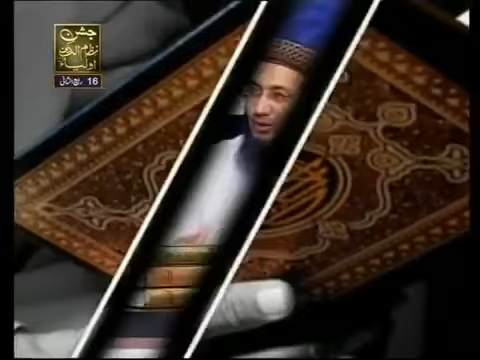 جشن
نظام الدین
اولیاء
16 ربیع الثانی